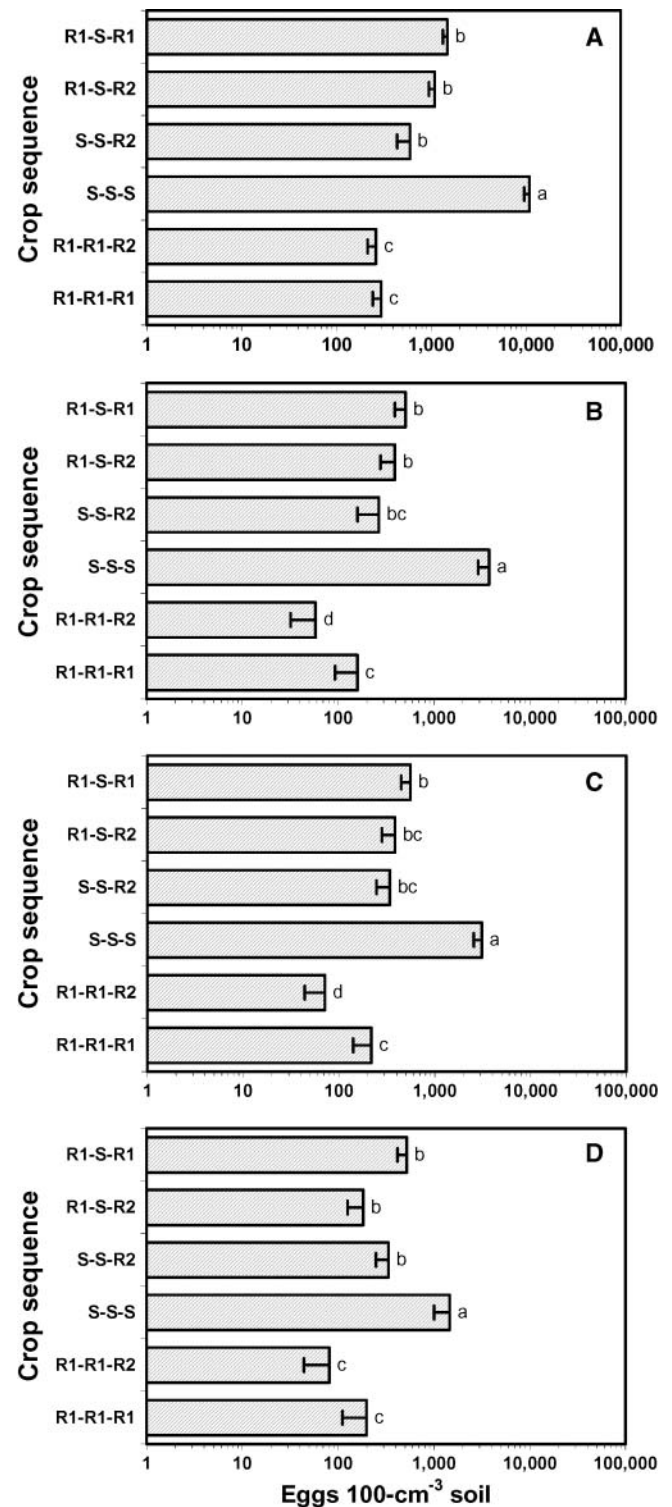 A
Crop sequence
R1-S-R1 b
R1-S-R2 b
S-S-R2 b
S-S-S a
R1-R1-R2 c
R1-R1-R1 c
1 10 100 1,000 10,000 100,000
B
Crop sequence
R1-S-R1 b
R1-S-R2 b
S-S-R2 bc
S-S-S a
R1-R1-R2 d
R1-R1-R1 c
1 10 100 1,000 10,000 100,000
C
Crop sequence
R1-S-R1 b
R1-S-R2 bc
S-S-R2 bc
S-S-S a
R1-R1-R2 d
R1-R1-R1 c
1 10 100 1,000 10,000 100,000
D
Crop sequence
R1-S-R1 b
R1-S-R2 b
S-S-R2 b
S-S-S a
R1-R1-R2 c
R1-R1-R1 c
1 10 100 1,000 10,000 100,000
Eggs 100-cm⁻³ soil